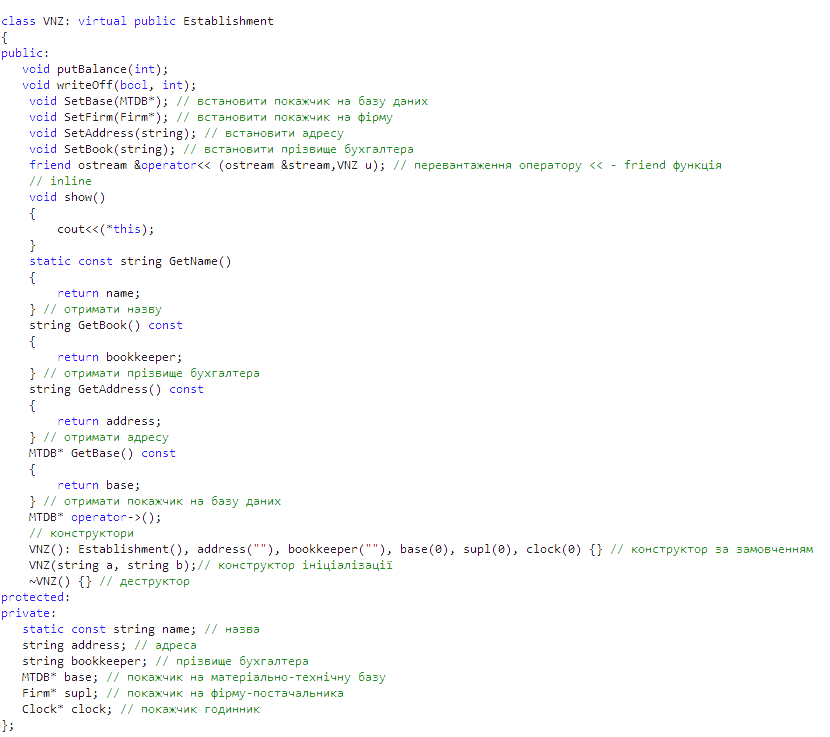 class VNZ: virtual public Establishment
{
public:
   void putBalance(int);
   void writeOff(bool, int);
    void SetBase(MTDB*); // встановити покажчик на базу даних
    void SetFirm(Firm*); // встановити покажчик на фірму
    void SetAddress(string); // встановити адресу
    void SetBook(string); // встановити прізвище бухгалтера
    friend ostream &operator<< (ostream &stream,VNZ u); // перевантаження оператору << - friend функція
    // inline
    void show()
    {
        cout<<(*this);
    }
    static const string GetName()
    {
        return name;
    } // отримати назву
    string GetBook() const
    {
        return bookkeeper;
    } // отримати прізвище бухгалтера
    string GetAddress() const
    {
        return address;
    } // отримати адресу
    MTDB* GetBase() const
    {
        return base;
    } // отримати покажчик на базу даних
    MTDB* operator->();
    // конструктори
    VNZ(): Establishment(), address(""), bookkeeper(""), base(0), supl(0), clock(0) {} // конструктор за замовченням
    VNZ(string a, string b);// конструктор ініціалізації
    ~VNZ() {} // деструктор
protected:
private:
   static const string name; // назва
   string address; // адреса
   string bookkeeper; // прізвище бухгалтера
   MTDB* base; // покажчик на матеріально-технічну базу
   Firm* supl; // покажчик на фірму-постачальника
   Clock* clock; // покажчик годинник
};